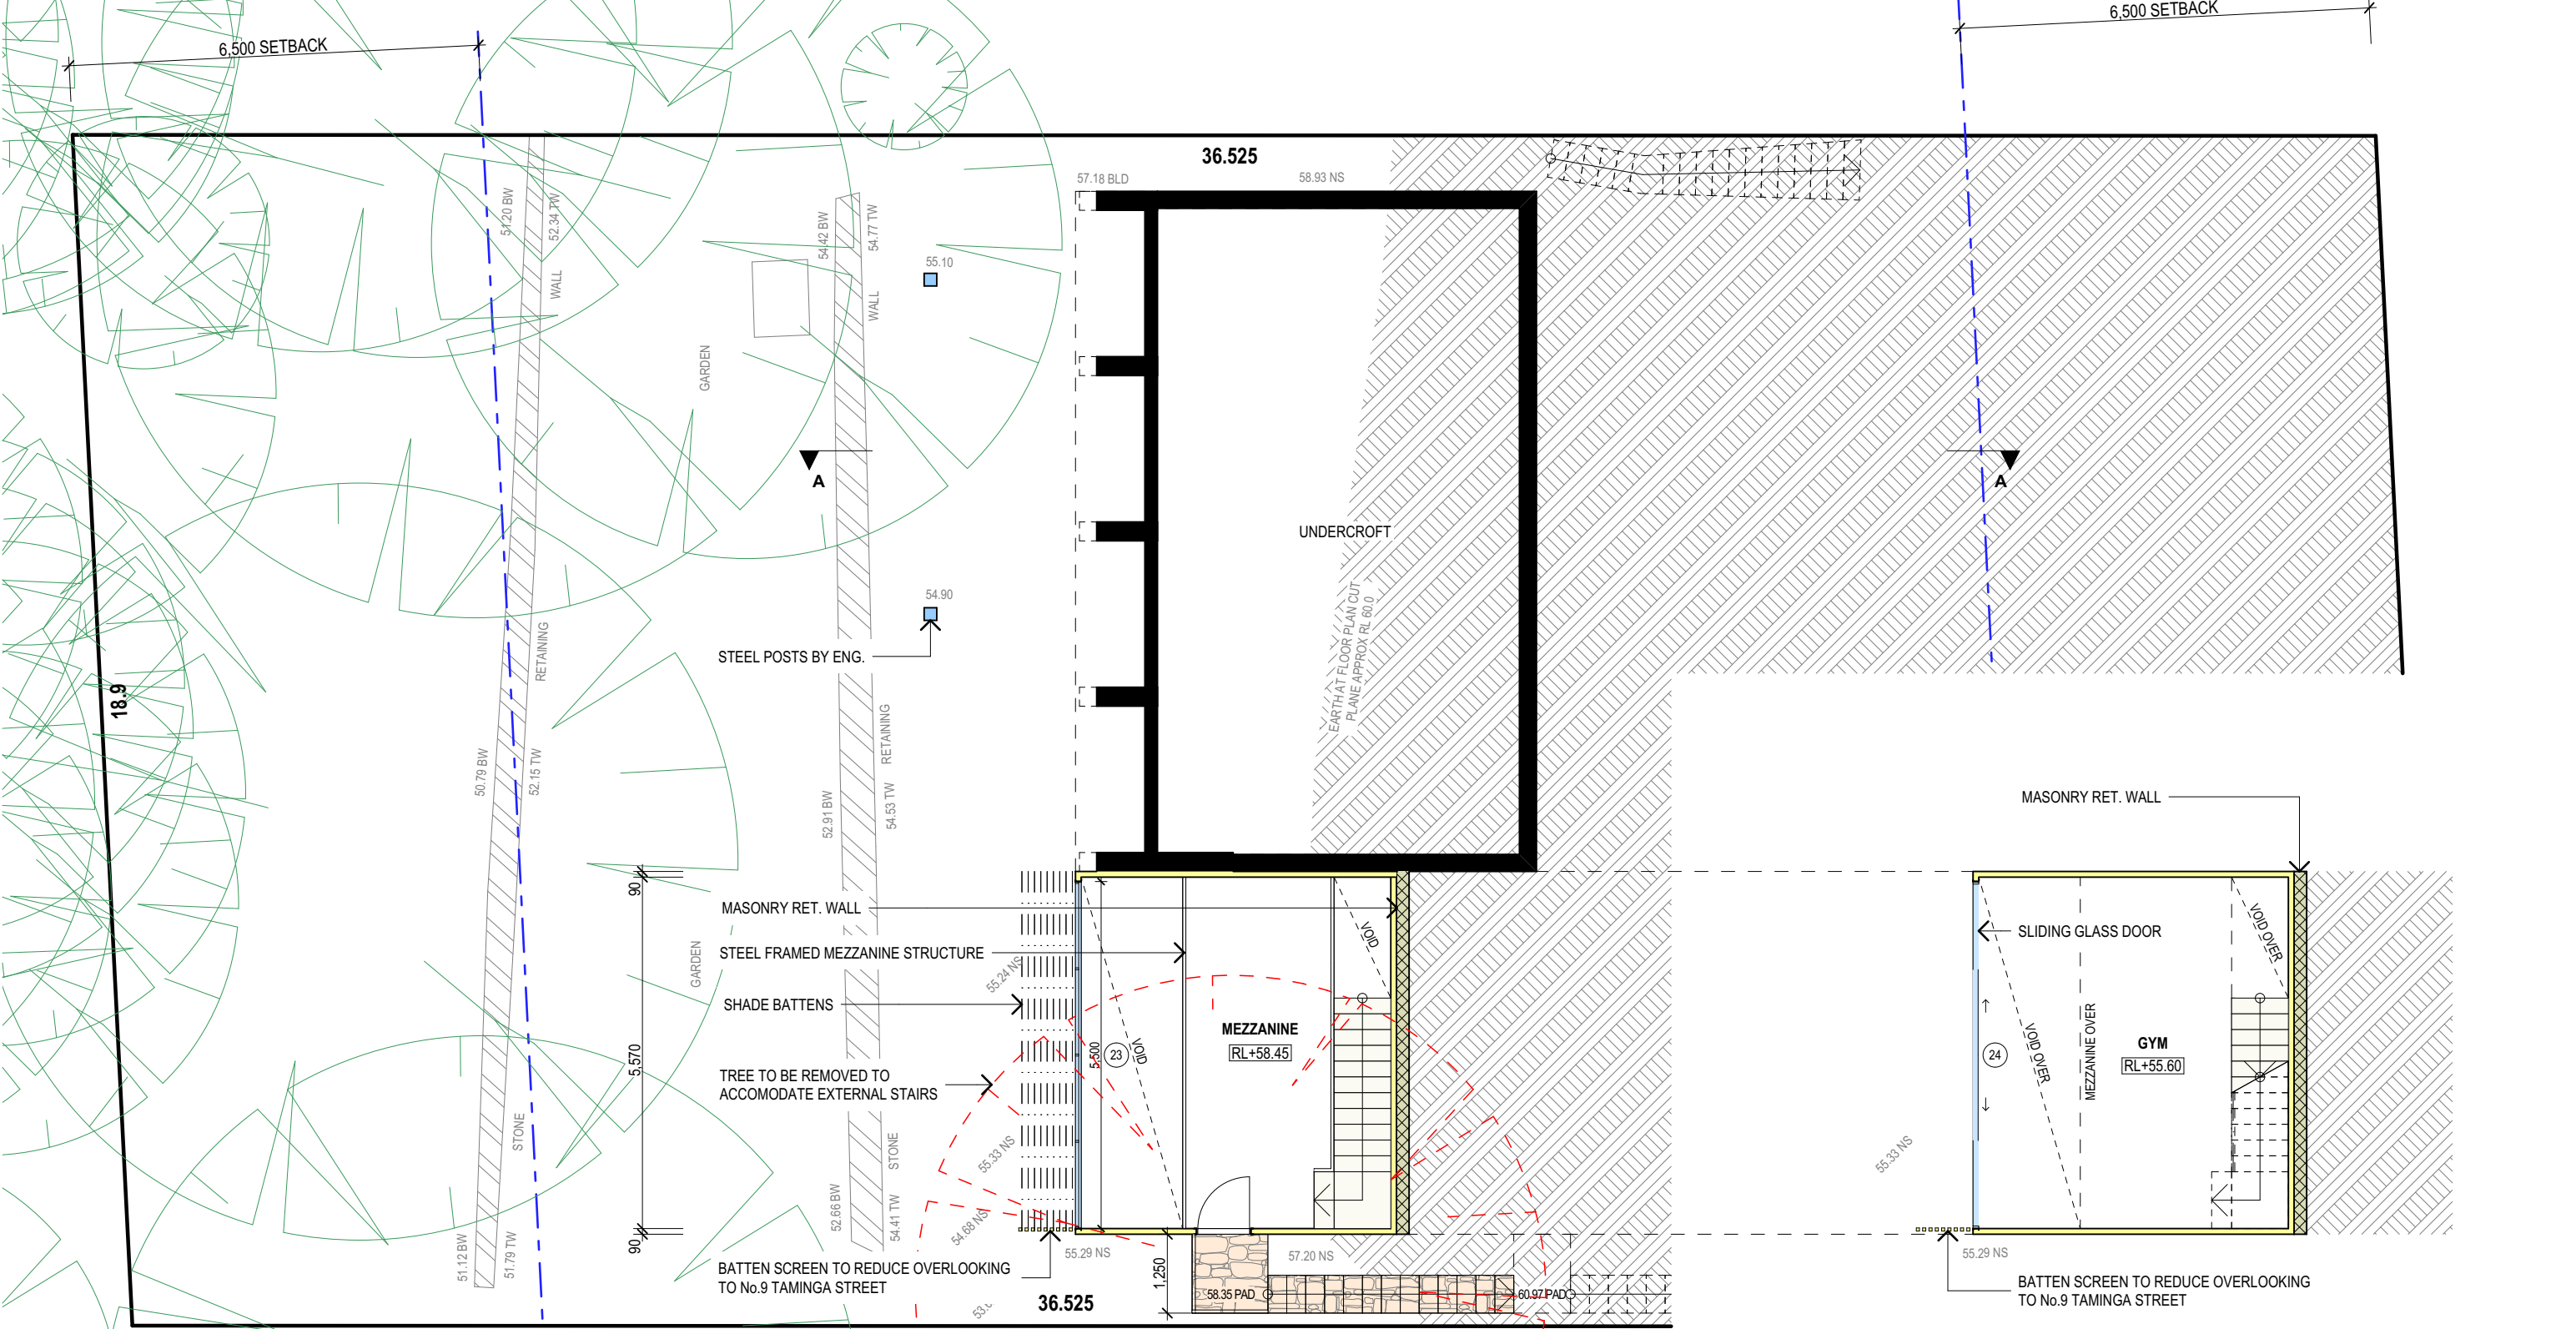 6,500 SETBACK
6,500 SETBACK
36.525
57.18 BLD
58.93 NS
51.20 BW
52.34 TW
WALL
54.42 BW
54.77 TW
WALL
55.10
GARDEN
A
A
UNDERCROFT
54.90
EARTH AT FLOOR PLAN CUT
PLANE APPROX RL 60.0
STEEL POSTS BY ENG.
RETAINING
18.9
RETAINING
50.79 BW
52.15 TW
52.91 BW
54.53 TW
MASONRY RET. WALL
90
MASONRY RET. WALL
GARDEN
STEEL FRAMED MEZZANINE STRUCTURE
55.24 NS
SHADE BATTENS
VOID
MEZZANINE
RL+58.45
5,570
5,500
23
VOID
TREE TO BE REMOVED TO
ACCOMODATE EXTERNAL STAIRS
SLIDING GLASS DOOR
VOID OVER
24
VOID OVER
MEZZANINE OVER
GYM
RL+55.60
STONE
STONE
55.33 NS
55.33 NS
52.66 BW
54.41 TW
54.68 NS
51.12 BW
51.79 TW
90
55.29 NS
57.20 NS
55.29 NS
BATTEN SCREEN TO REDUCE OVERLOOKING
TO No.9 TAMINGA STREET
1,250
58.35 PAD
60.97 PAD
36.525
BATTEN SCREEN TO REDUCE OVERLOOKING
TO No.9 TAMINGA STREET